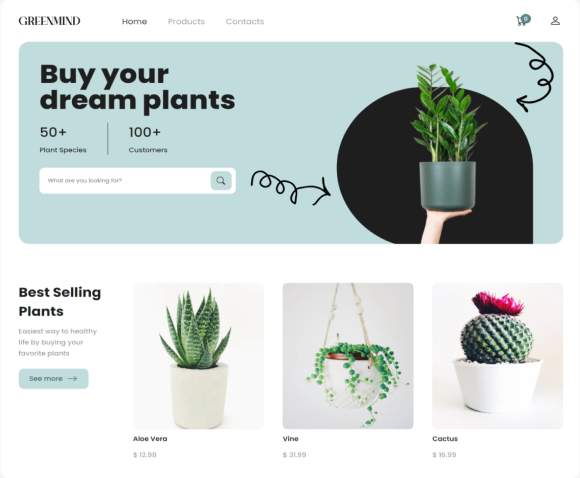 GREENMIND
Home Products Contacts
0
Buy your
dream plants
50+ 100+
Plant Species Customers
What are you looking for?
Best Selling
Plants
Easiest way to healthy
life by buying your
favorite plants
See more
Aloe Vera
$ 12.98
Vine
$ 31.99
Cactus
$ 16.99